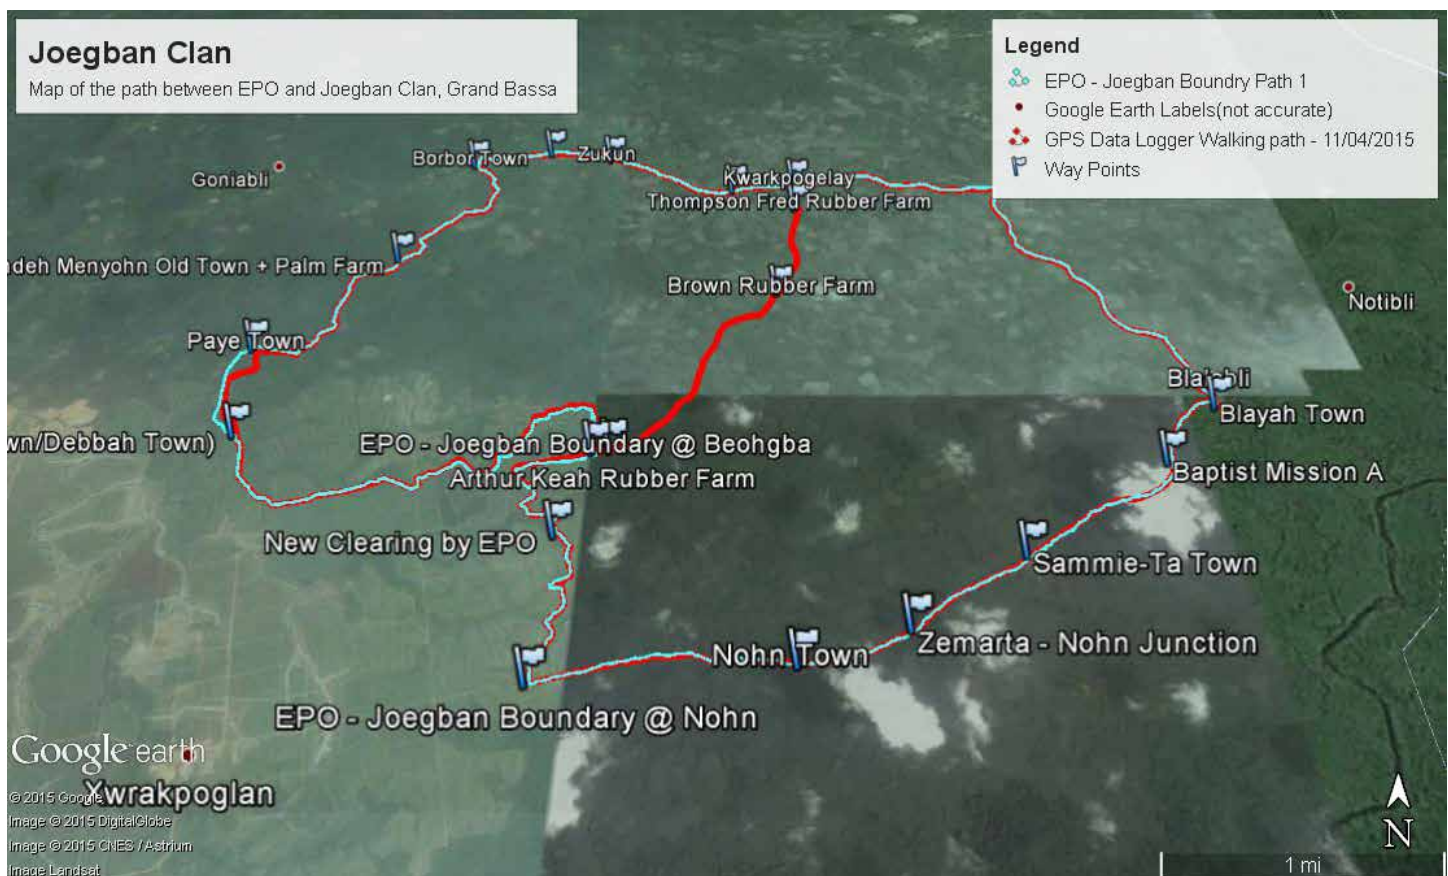 Joegban Clan
Map of the path between EPO and Joegban Clan, Grand Bassa
Legend
EPO - Joegban Boundry Path 1
Google Earth Labels(not accurate)
GPS Data Logger Walking path - 11/04/2015
Way Points
Borbor Town
Zukun
Goniabli
Kwarkpogelay
Thompson Fred Rubber Farm
ndeh Menyohn Old Town + Palm Farm
Brown Rubber Farm
Notibli
Paye Town
Blaiabli
Blayah Town
wn/Debbah Town)
EPO - Joegban Boundary @ Beohgba
Baptist Mission A
Arthur Keah Rubber Farm
New Clearing by EPO
Sammie-Ta Town
Zemarta - Nohn Junction
Nohn Town
EPO - Joegban Boundary @ Nohn
Google earth
Xwrakpoglan
© 2015 Google
Image © 2015 DigitalGlobe
Image © 2015 CNES / Astrium
Image Landsat
N
1 mi